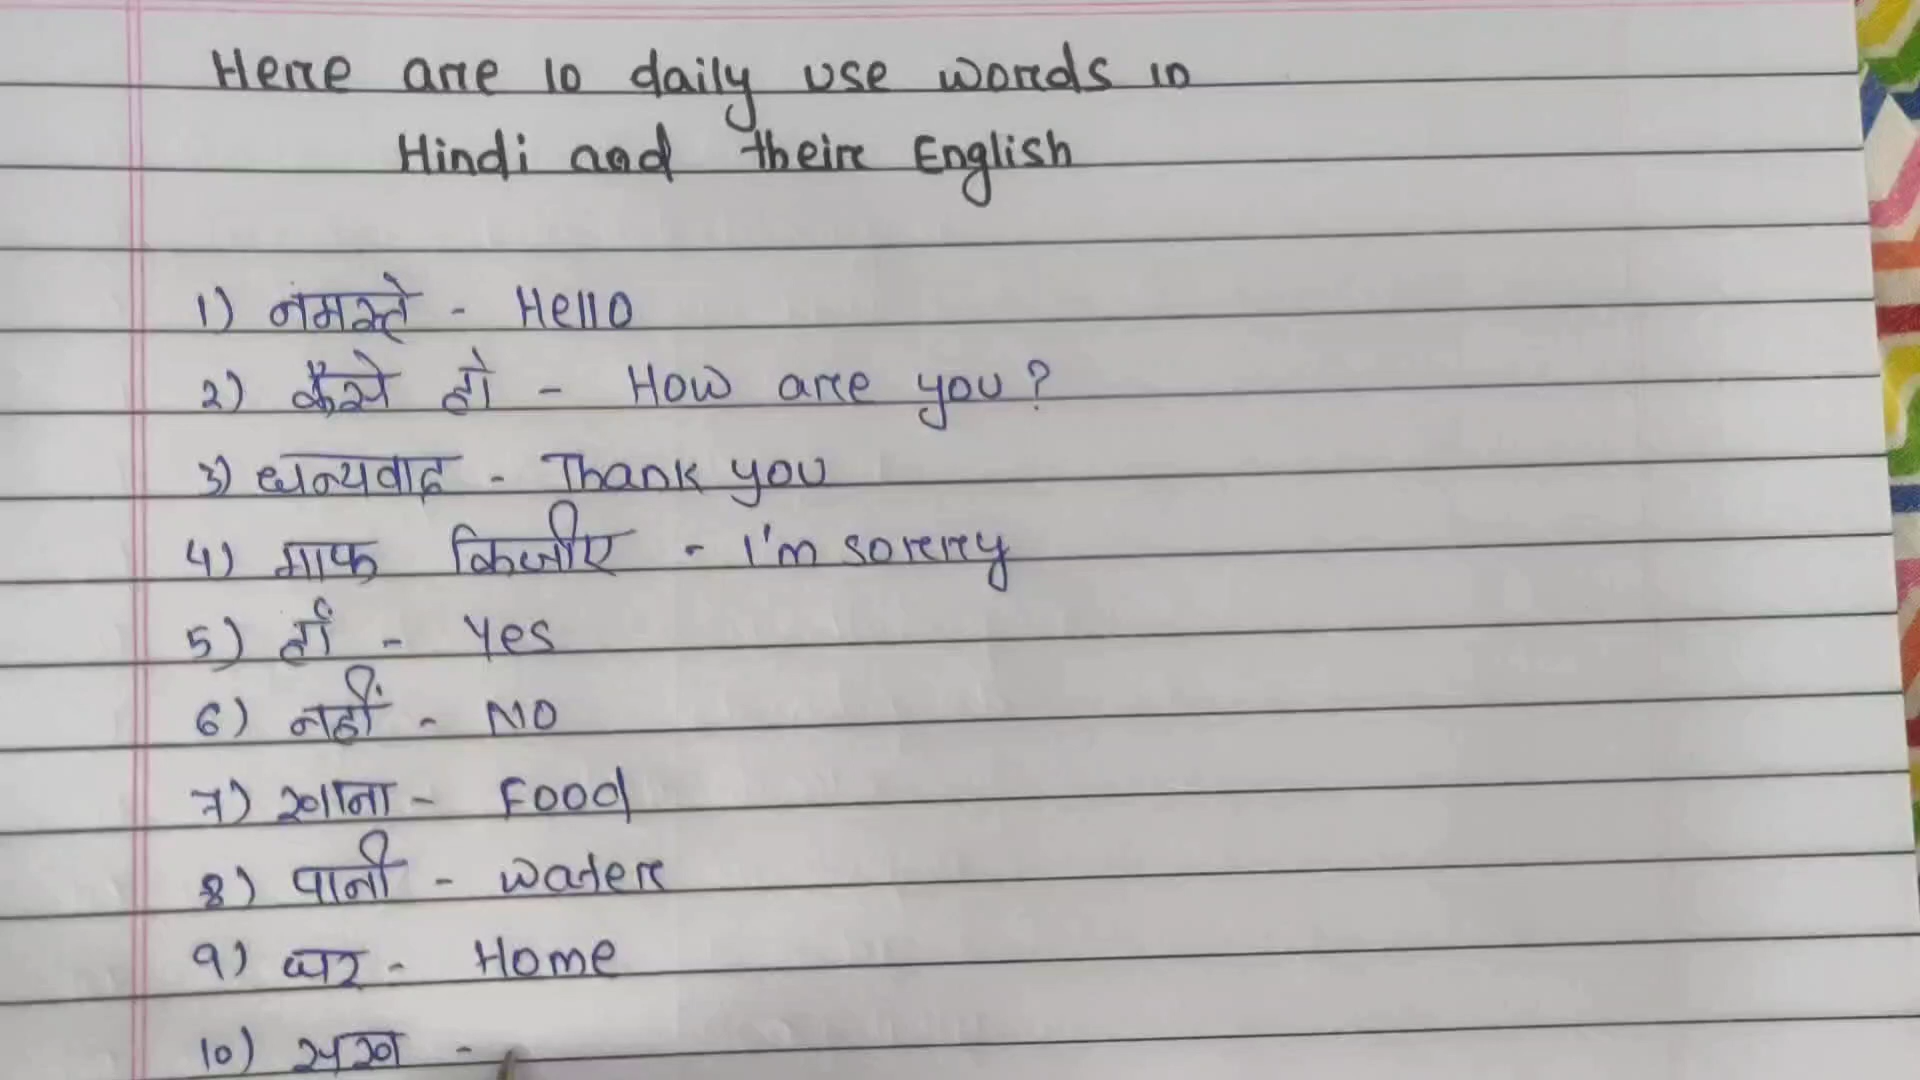 Here are 10 daily use words in
Hindi and their English
1) नमस्ते - Hello
2) कैसे हो - How are you?
3) धन्यवाद - Thank you
4) माफ किजीए - I'm sorry
5) हाँ - Yes
6) नहीं - No
7) खाना - Food
8) पानी - Water
9) घर - Home
10)